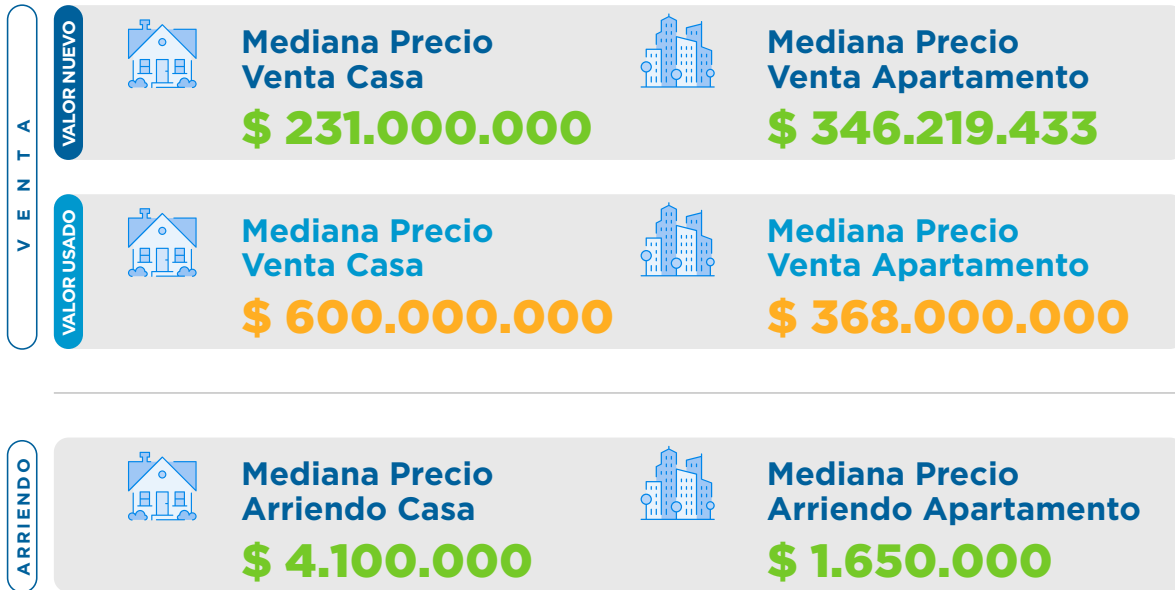 VENTA
VALOR NUEVO
Mediana Precio
Venta Casa
$ 231.000.000
Mediana Precio
Venta Apartamento
$ 346.219.433
VALOR USADO
Mediana Precio
Venta Casa
$ 600.000.000
Mediana Precio
Venta Apartamento
$ 368.000.000
ARRIENDO
Mediana Precio
Arriendo Casa
$ 4.100.000
Mediana Precio
Arriendo Apartamento
$ 1.650.000